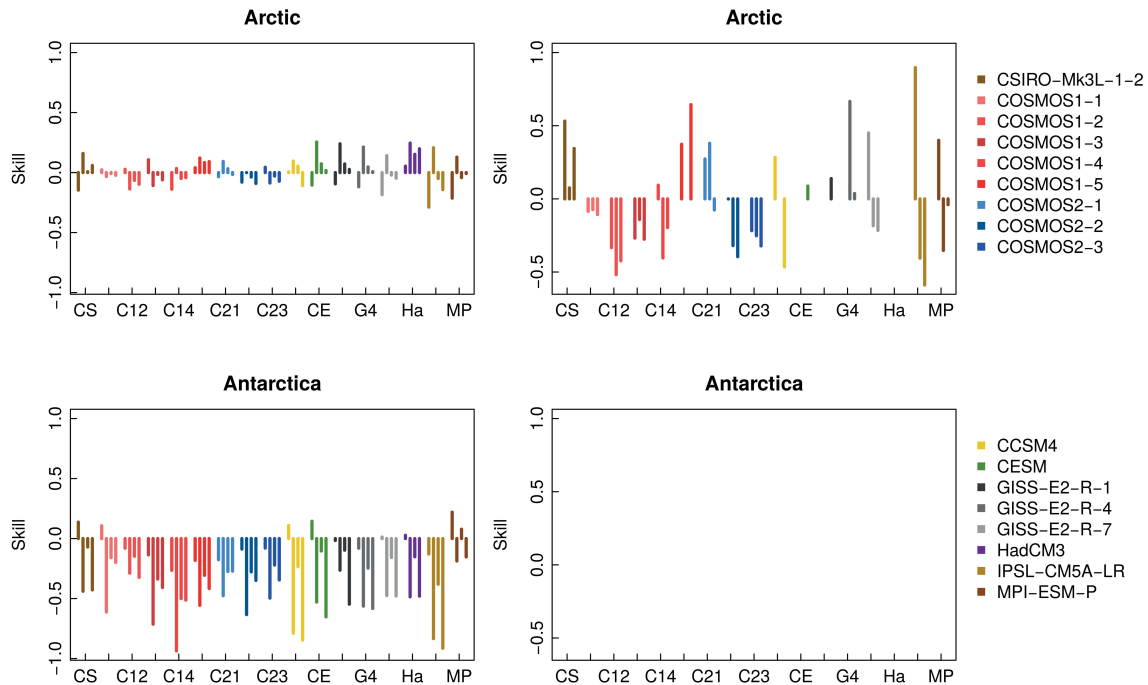 Arctic
Skill
1.0
0.5
0.0
−0.5
−1.0
CS C12 C14 C21 C23 CE G4 Ha MP
Arctic
Skill
1.0
0.5
0.0
−0.5
CS C12 C14 C21 C23 CE G4 Ha MP
CSIRO−Mk3L−1−2
COSMOS1−1
COSMOS1−2
COSMOS1−3
COSMOS1−4
COSMOS1−5
COSMOS2−1
COSMOS2−2
COSMOS2−3
Antarctica
Skill
1.0
0.5
0.0
−0.5
−1.0
CS C12 C14 C21 C23 CE G4 Ha MP
Antarctica
Skill
1.0
0.5
0.0
−0.5
CS C12 C14 C21 C23 CE G4 Ha MP
CCSM4
CESM
GISS−E2−R−1
GISS−E2−R−4
GISS−E2−R−7
HadCM3
IPSL−CM5A−LR
MPI−ESM−P